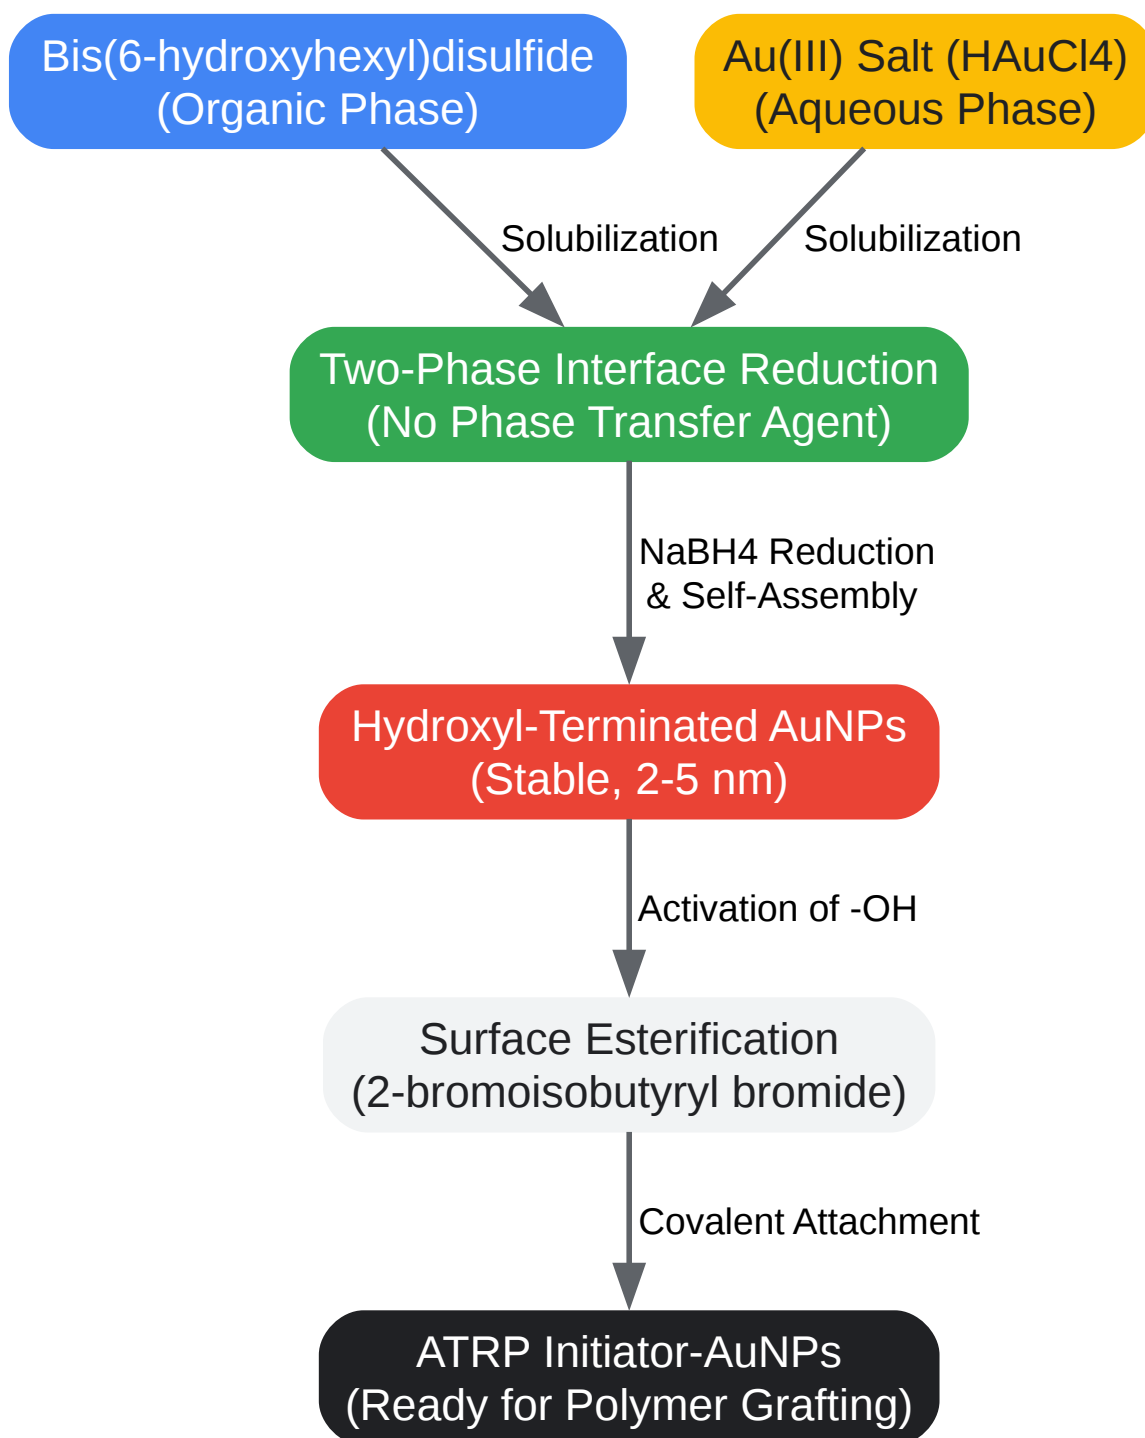 Bis(6-hydroxyhexyl)disulfide
(Organic Phase)
Au(III) Salt (HAuCl4)
(Aqueous Phase)
Solubilization
Solubilization
Two-Phase Interface Reduction
(No Phase Transfer Agent)
NaBH4 Reduction
& Self-Assembly
Hydroxyl-Terminated AuNPs
(Stable, 2-5 nm)
Activation of -OH
Surface Esterification
(2-bromoisobutyryl bromide)
Covalent Attachment
ATRP Initiator-AuNPs
(Ready for Polymer Grafting)